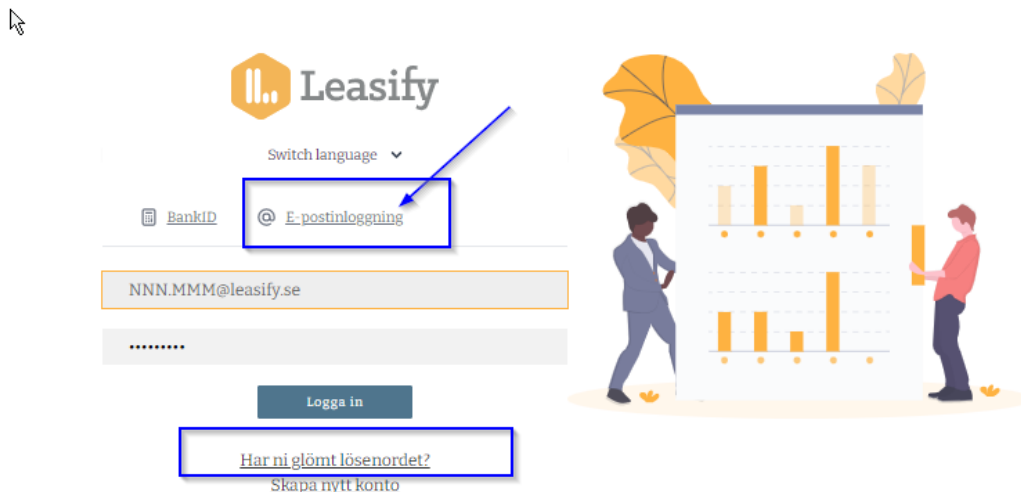 Leasify
Switch language
BankID
E-postinloggning
NNN.MMM@leasify.se
•••••••••
Logga in
Har ni glömt lösenordet?
Skapa nytt konto